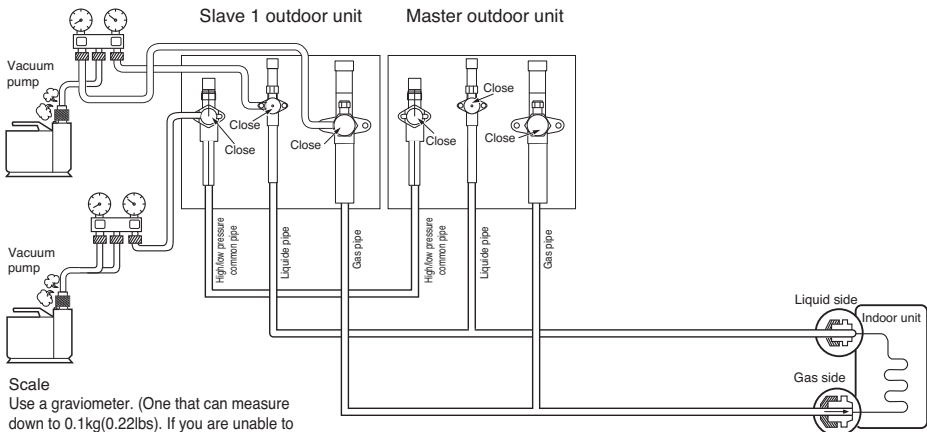 Slave 1 outdoor unit
Master outdoor unit
Vacuum
pump
Close
Close
Close
Close
Close
Close
High/low pressure
common pipe
Liquide pipe
Gas pipe
High/low pressure
common pipe
Liquide pipe
Gas pipe
Vacuum
pump
Liquid side
Indoor unit
Gas side
Scale
Use a graviometer. (One that can measure
down to 0.1kg(0.22lbs). If you are unable to